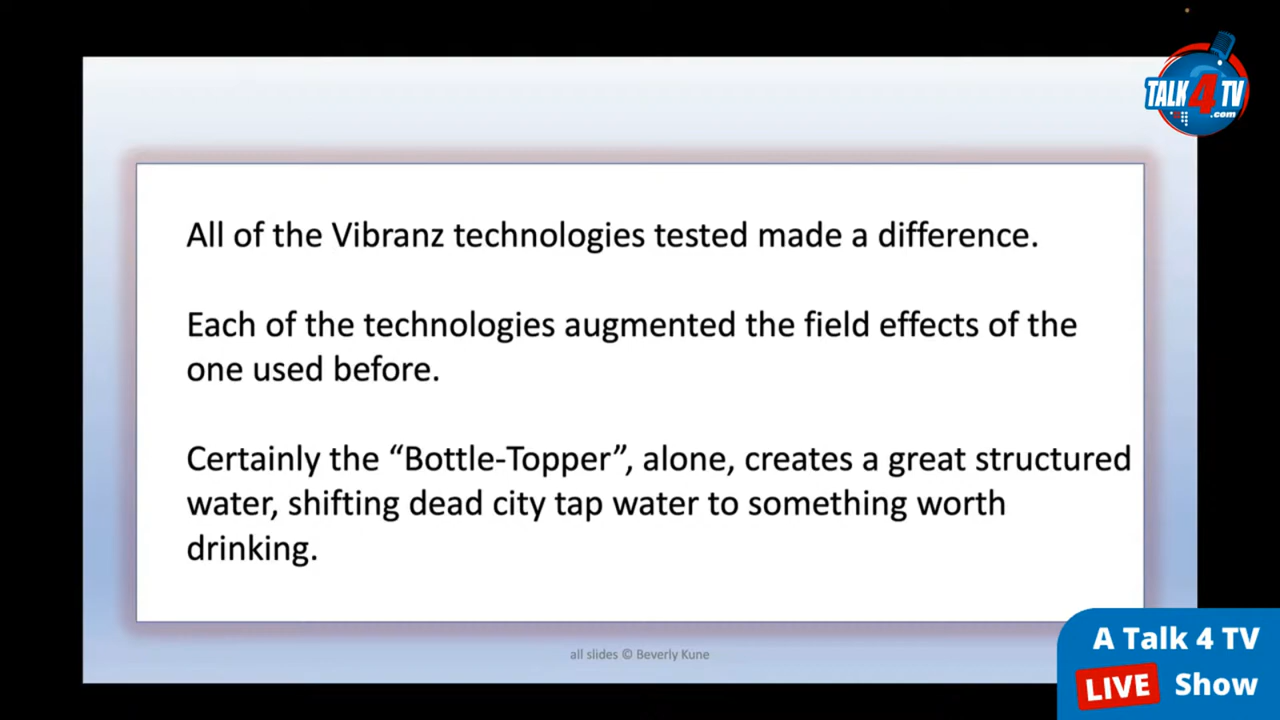 TALK 4 TV
.com
All of the Vibranz technologies tested made a difference.
Each of the technologies augmented the field effects of the
one used before.
Certainly the “Bottle-Topper”, alone, creates a great structured
water, shifting dead city tap water to something worth
drinking.
all slides © Beverly Kune
A Talk 4 TV
LIVE Show